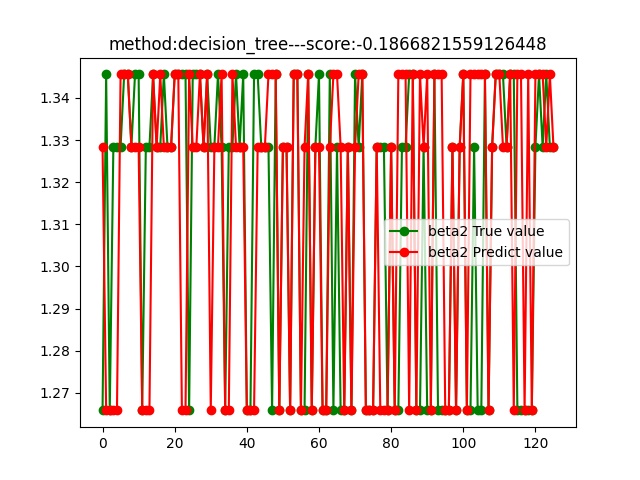 method:decision_tree---score:-0.1866821559126448
1.34
1.33
1.32
1.31
1.30
1.29
1.28
1.27
beta2 True value
beta2 Predict value
0 20 40 60 80 100 120